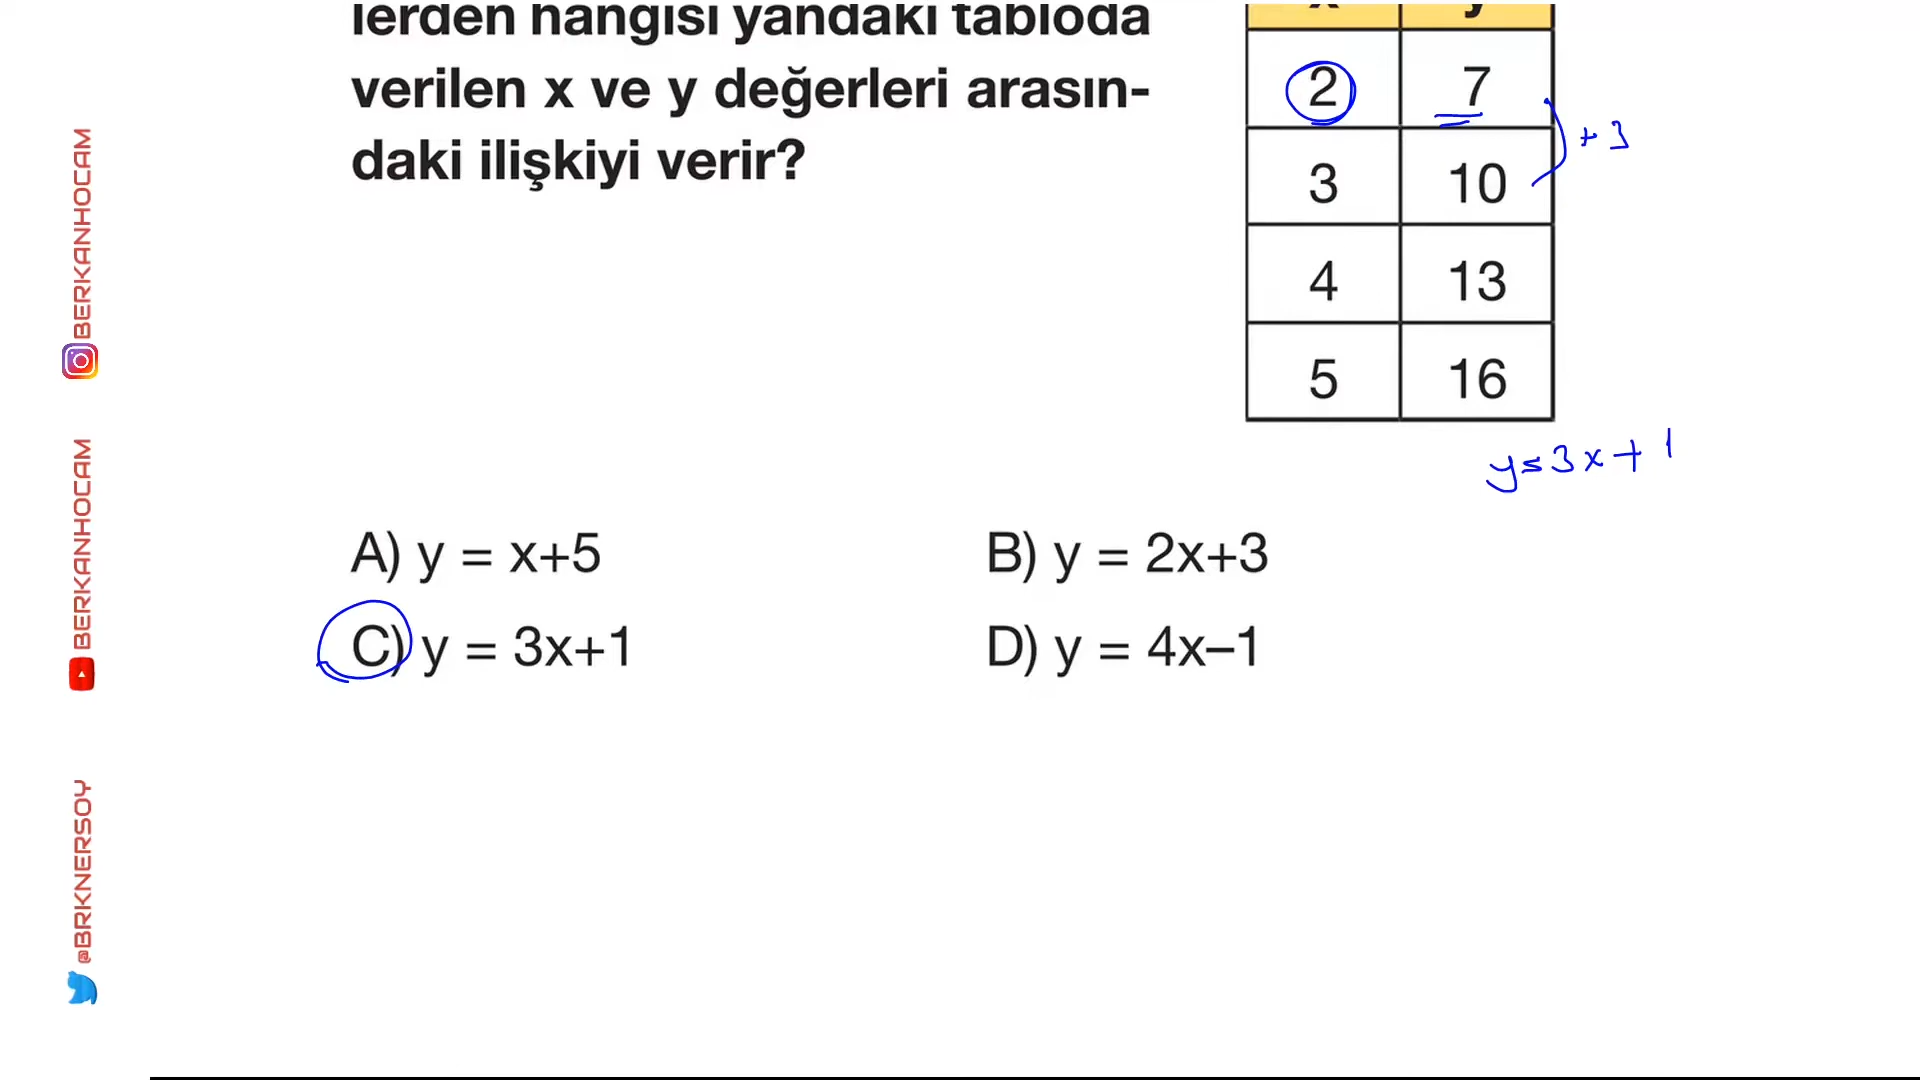 lerden hangisi yandaki tabloda
verilen x ve y değerleri arasın-
daki ilişkiyi verir?
x y
2 7
3 10
4 13
5 16
+ 3
y = 3x + 1
A) y = x+5
B) y = 2x+3
C) y = 3x+1
D) y = 4x–1
BERKANHOCAM
BERKANHOCAM
@BRKNERSOY